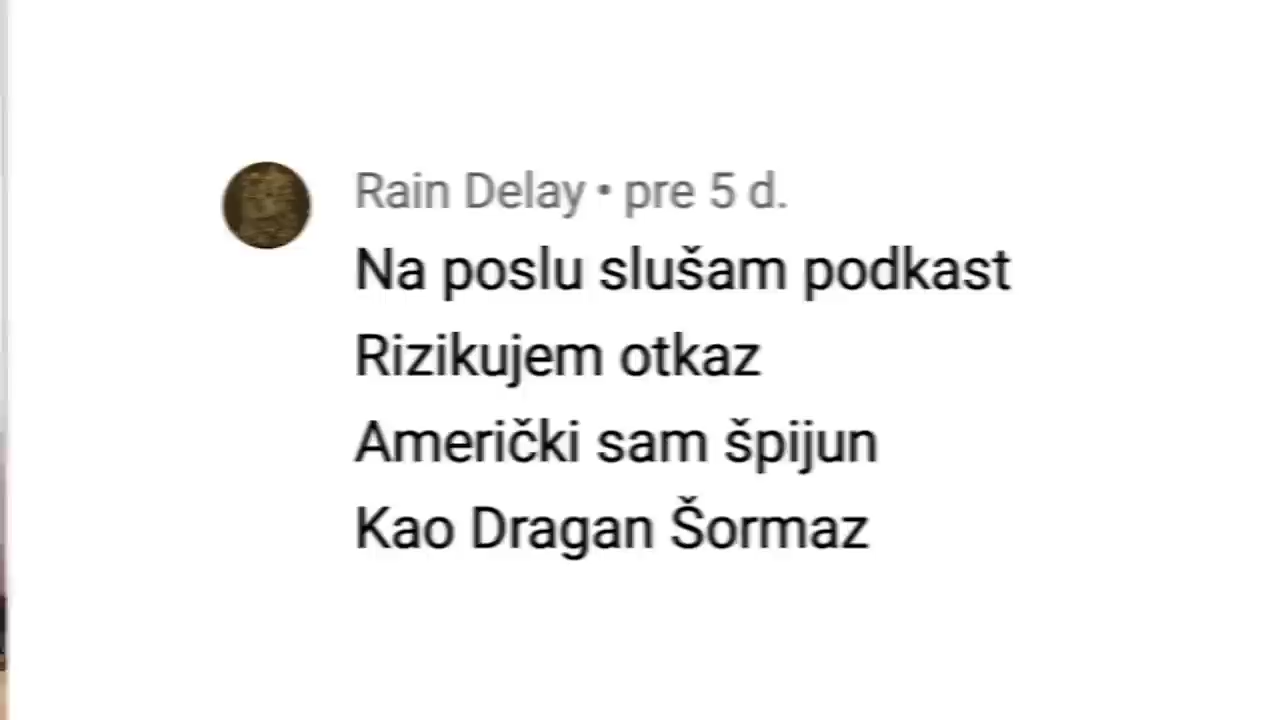 Rain Delay • pre 5 d.
Na poslu slušam podkast
Rizikujem otkaz
Američki sam špijun
Kao Dragan Šormaz